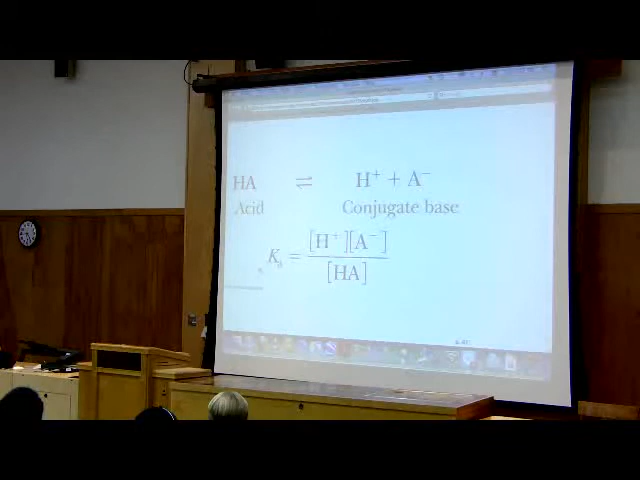 HA ⇌ H⁺ + A⁻
Acid Conjugate base
Kₐ = [H⁺][A⁻] / [HA]